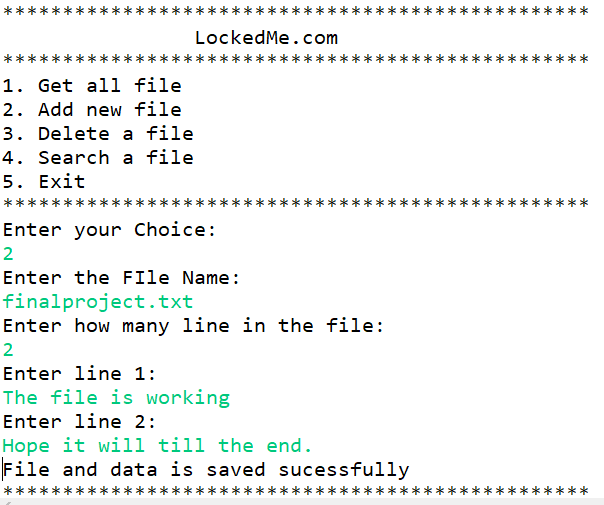 *************************************************
LockedMe.com
*************************************************
1. Get all file
2. Add new file
3. Delete a file
4. Search a file
5. Exit
*************************************************
Enter your Choice:
2
Enter the FIle Name:
finalproject.txt
Enter how many line in the file:
2
Enter line 1:
The file is working
Enter line 2:
Hope it will till the end.
File and data is saved sucessfully
*************************************************